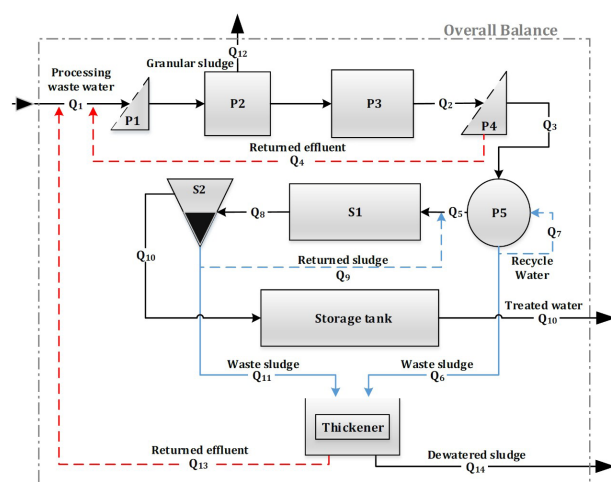 Overall Balance
Q12
Granular sludge
Processing
waste water
Q1
P1
P2
P3
Q2
P4
Q3
Returned effluent
Q4
S2
S1
Q8
Q5
P5
Q7
Q10
Returned sludge
Q9
Recycle
Water
Storage tank
Treated water
Q10
Waste sludge
Q11
Waste sludge
Q6
Thickener
Returned effluent
Q13
Dewatered sludge
Q14